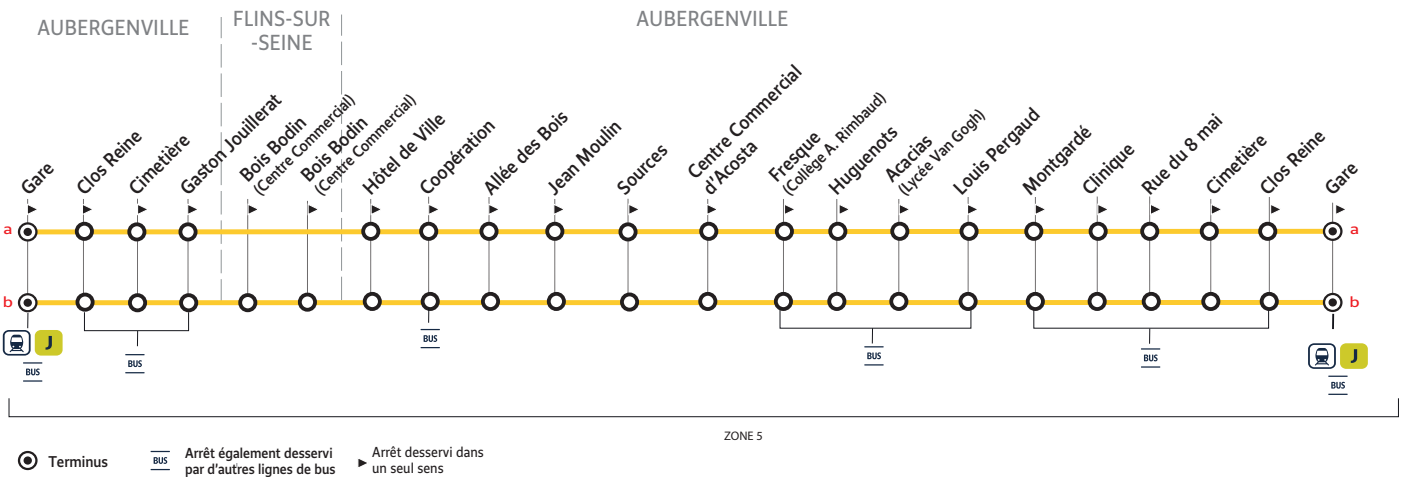 AUBERGENVILLE
FLINS-SUR
-SEINE
AUBERGENVILLE
Gare
Clos Reine
Cimetière
Gaston Jouillerat
Bois Bodin
(Centre Commercial)
Bois Bodin
(Centre Commercial)
Hôtel de Ville
Coopération
Allée des Bois
Jean Moulin
Sources
Centre Commercial
d'Acosta
Fresque
(Collège A. Rimbaud)
Huguenots
Acacias
(Lycée Van Gogh)
Louis Pergaud
Montgardé
Clinique
Rue du 8 mai
Cimetière
Clos Reine
Gare
a
a
b
b
J
BUS
BUS
BUS
BUS
BUS
J
BUS
ZONE 5
Terminus
BUS
Arrêt également desservi
par d'autres lignes de bus
Arrêt desservi dans
un seul sens